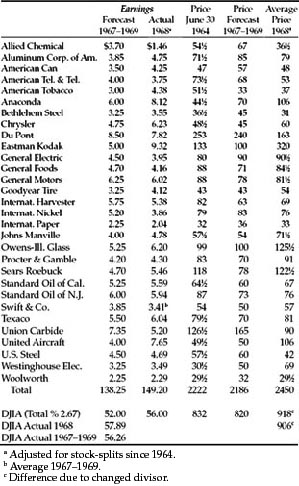 Earnings Price Price Average
Forecast Actual June 30 Forecast Price
1967–1969 1968ᵃ 1964 1967–1969 1968ᵃ
Allied Chemical $3.70 $1.46 54½ 67 36½
Aluminum Corp. of Am. 3.85 4.75 71½ 85 79
American Can 3.50 4.25 47 57 48
American Tel. & Tel. 4.00 3.75 73½ 68 53
American Tobacco 3.00 4.38 51½ 33 37
Anaconda 6.00 8.12 44½ 70 106
Bethlehem Steel 3.25 3.55 36½ 45 31
Chrysler 4.75 6.23 48½ 45 60
Du Pont 8.50 7.82 253 240 163
Eastman Kodak 5.00 9.32 133 100 320
General Electric 4.50 3.95 80 90 90½
General Foods 4.70 4.16 88 71 84½
General Motors 6.25 6.02 88 78 81½
Goodyear Tire 3.25 4.12 43 43 54
Internat. Harvester 5.75 5.38 82 63 69
Internat. Nickel 5.20 3.86 79 83 76
Internat. Paper 2.25 2.04 32 36 33
Johns Manville 4.00 4.78 57½ 54 71½
Owens-Ill. Glass 5.25 6.20 99 100 125½
Procter & Gamble 4.20 4.30 83 70 91
Sears Roebuck 4.70 5.46 118 78 122½
Standard Oil of Cal. 5.25 5.59 64½ 60 67
Standard Oil of N.J. 6.00 5.94 87 73 76
Swift & Co. 3.85 3.41ᵇ 54 50 57
Texaco 5.50 6.04 79½ 70 81
Union Carbide 7.35 5.20 126½ 165 90
United Aircraft 4.00 7.65 49½ 50 106
U.S. Steel 4.50 4.69 57½ 60 42
Westinghouse Elec. 3.25 3.49 30½ 50 69
Woolworth 2.25 2.29 29½ 32 29½
Total 138.25 149.20 2222 2186 2450
DJIA (Total % 2.67) 52.00 56.00 832 820 918ᶜ
DJIA Actual 1968 57.89 906ᶜ
DJIA Actual 1967–1969 56.26
ᵃ Adjusted for stock-splits since 1964.
ᵇ Average 1967–1969.
ᶜ Difference due to changed divisor.